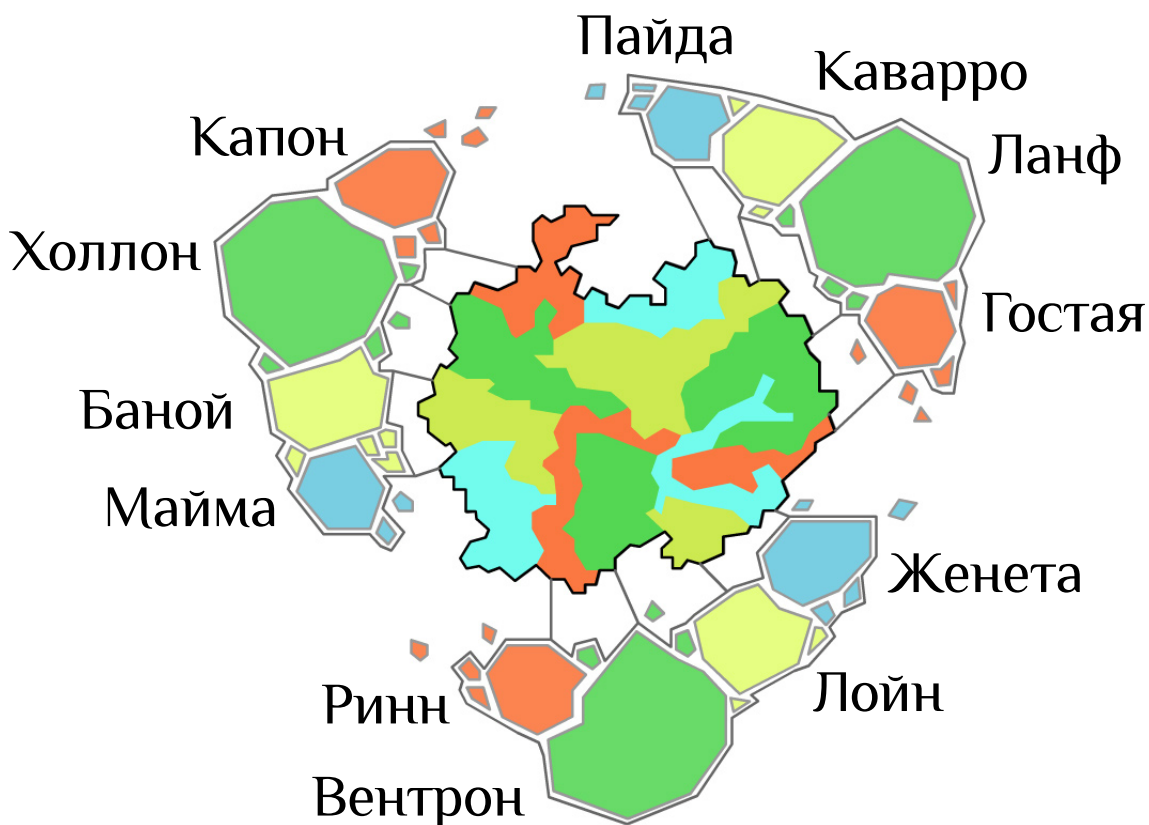 Пайда
Каварро
Капон
Ланф
Холлон
Гостая
Баной
Майма
Женета
Ринн
Лойн
Вентрон